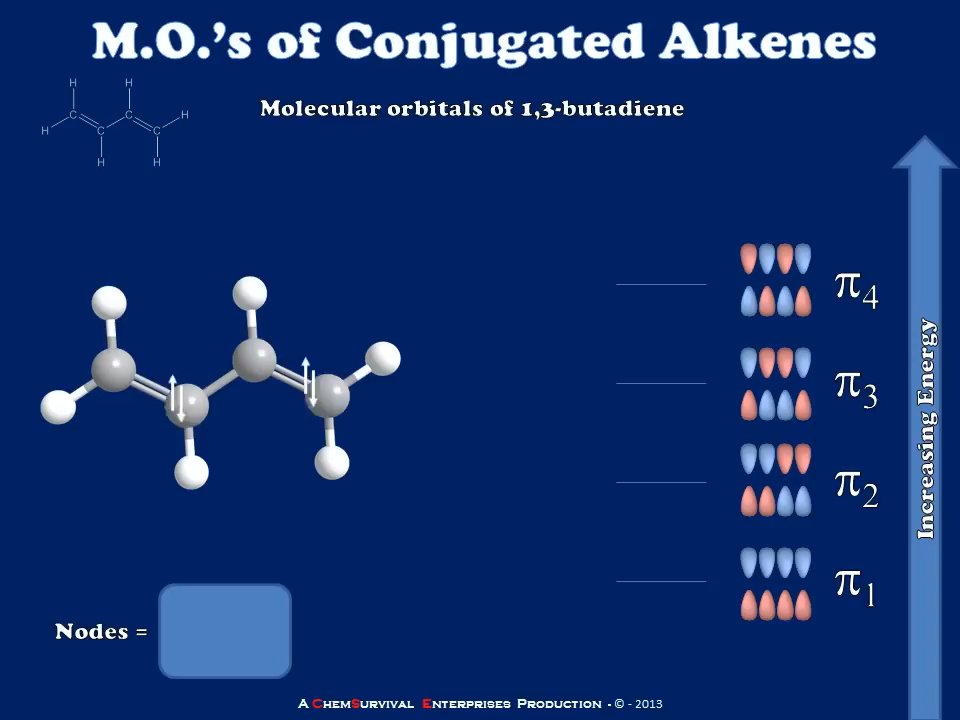 M.O.'s of Conjugated Alkenes
Molecular orbitals of 1,3-butadiene
H H
C C H
H C C
H H
π4
π3
π2
π1
Increasing Energy
Nodes =
A ChemSurvival Enterprises Production - © - 2013